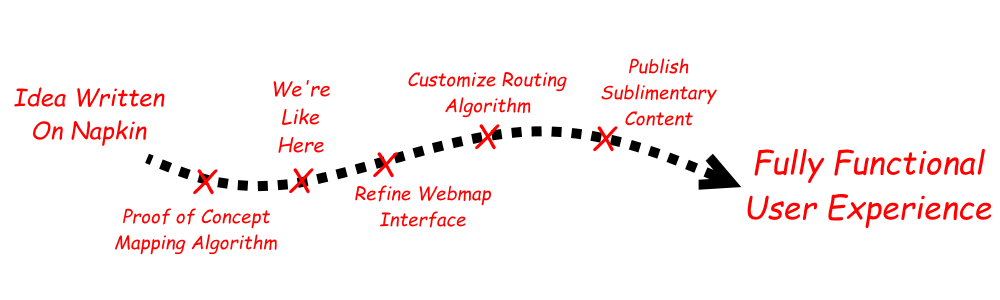 Idea Written
On Napkin
Proof of Concept
Mapping Algorithm
We're
Like
Here
Refine Webmap
Interface
Customize Routing
Algorithm
Publish
Sublimentary
Content
Fully Functional
User Experience